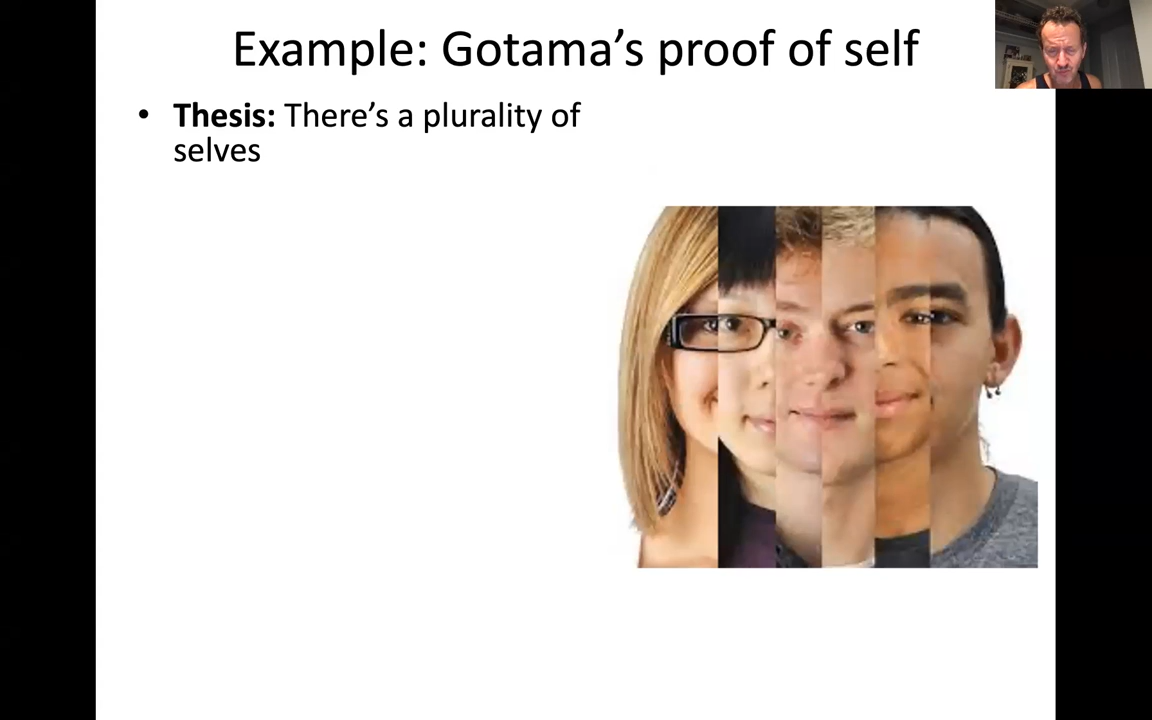 Example: Gotama’s proof of self
• Thesis: There’s a plurality of
selves